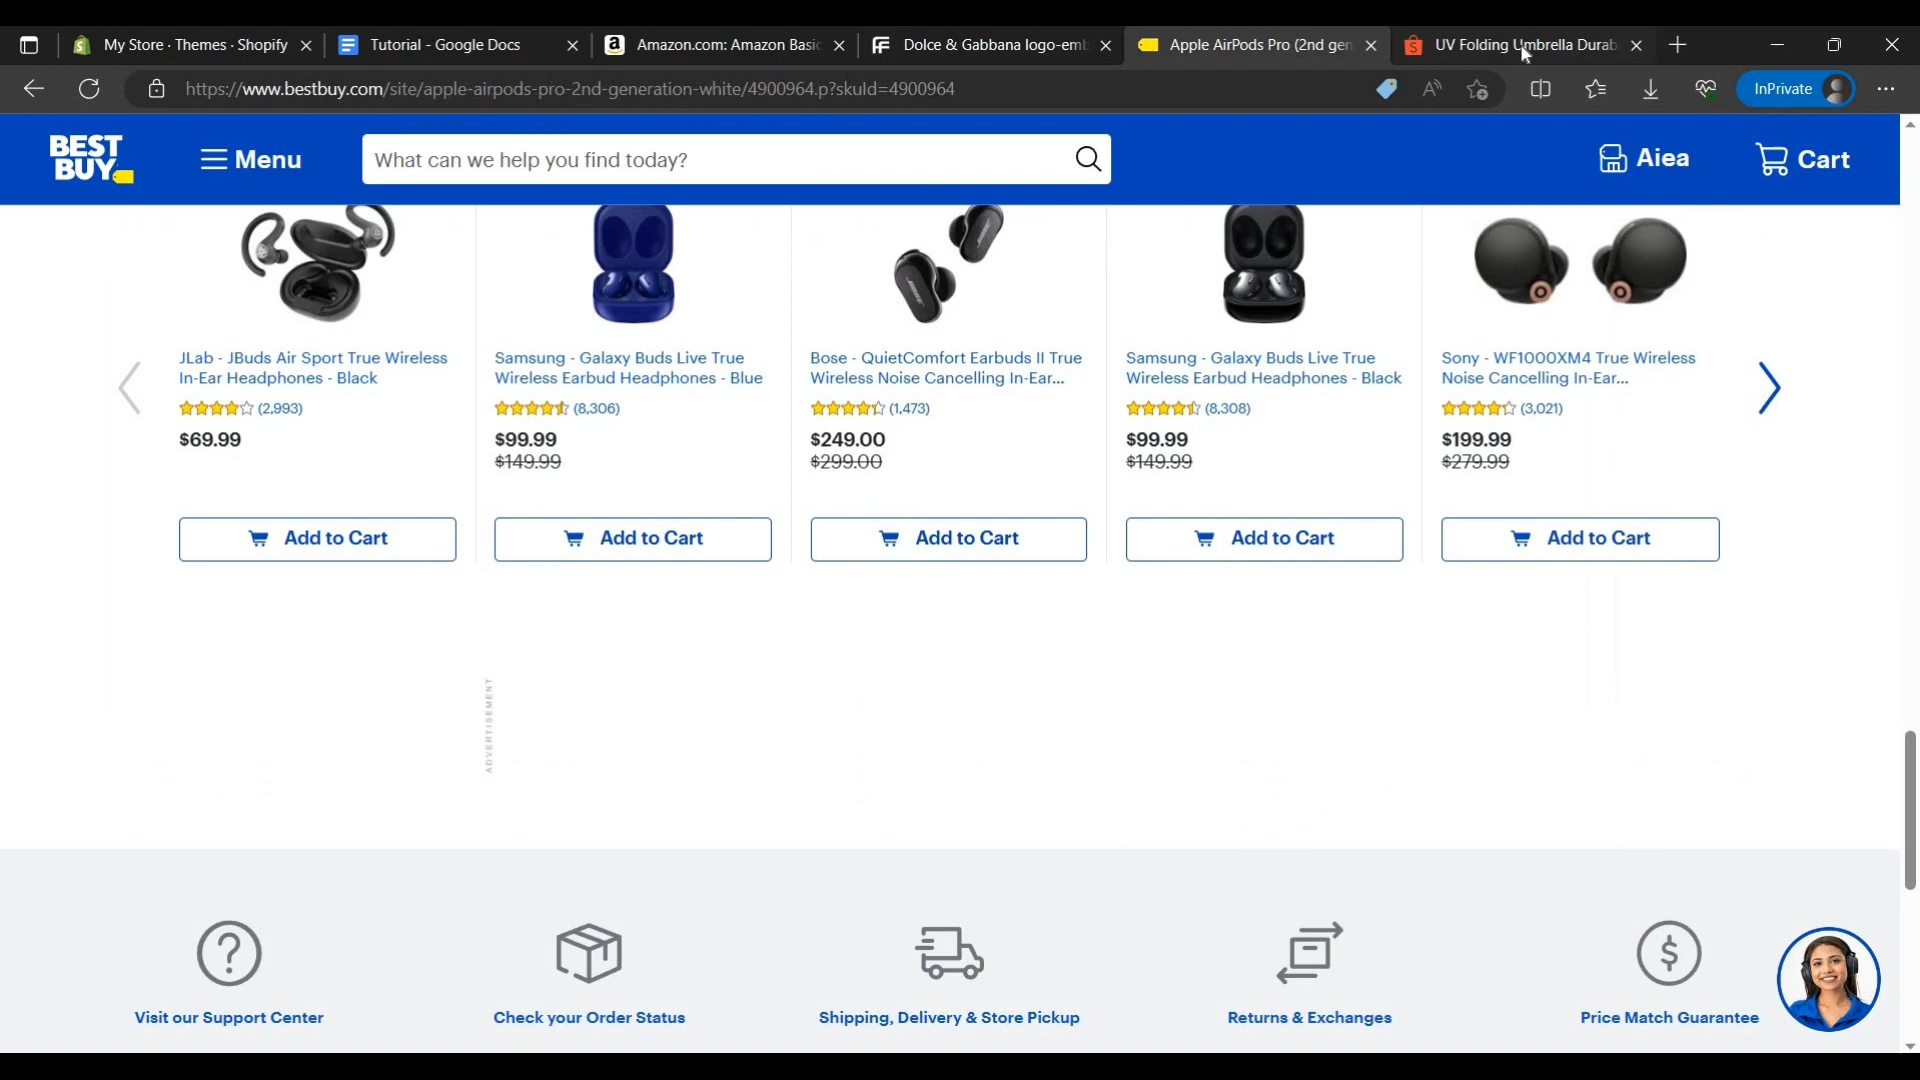 My Store · Themes · Shopify
Tutorial - Google Docs
Amazon.com: Amazon Basic
Dolce & Gabbana logo-emb
Apple AirPods Pro (2nd gen
UV Folding Umbrella Durab
https://www.bestbuy.com/site/apple-airpods-pro-2nd-generation-white/4900964.p?skuId=4900964
InPrivate
BEST BUY
Menu
What can we help you find today?
Aiea
Cart
JLab - JBuds Air Sport True Wireless
In-Ear Headphones - Black
(2,993)
$69.99
Add to Cart
Samsung - Galaxy Buds Live True
Wireless Earbud Headphones - Blue
(8,306)
$99.99
$149.99
Add to Cart
Bose - QuietComfort Earbuds II True
Wireless Noise Cancelling In-Ear...
(1,473)
$249.00
$299.00
Add to Cart
Samsung - Galaxy Buds Live True
Wireless Earbud Headphones - Black
(8,308)
$99.99
$149.99
Add to Cart
Sony - WF1000XM4 True Wireless
Noise Cancelling In-Ear...
(3,021)
$199.99
$279.99
Add to Cart
ADVERTISEMENT
Visit our Support Center
Check your Order Status
Shipping, Delivery & Store Pickup
Returns & Exchanges
Price Match Guarantee